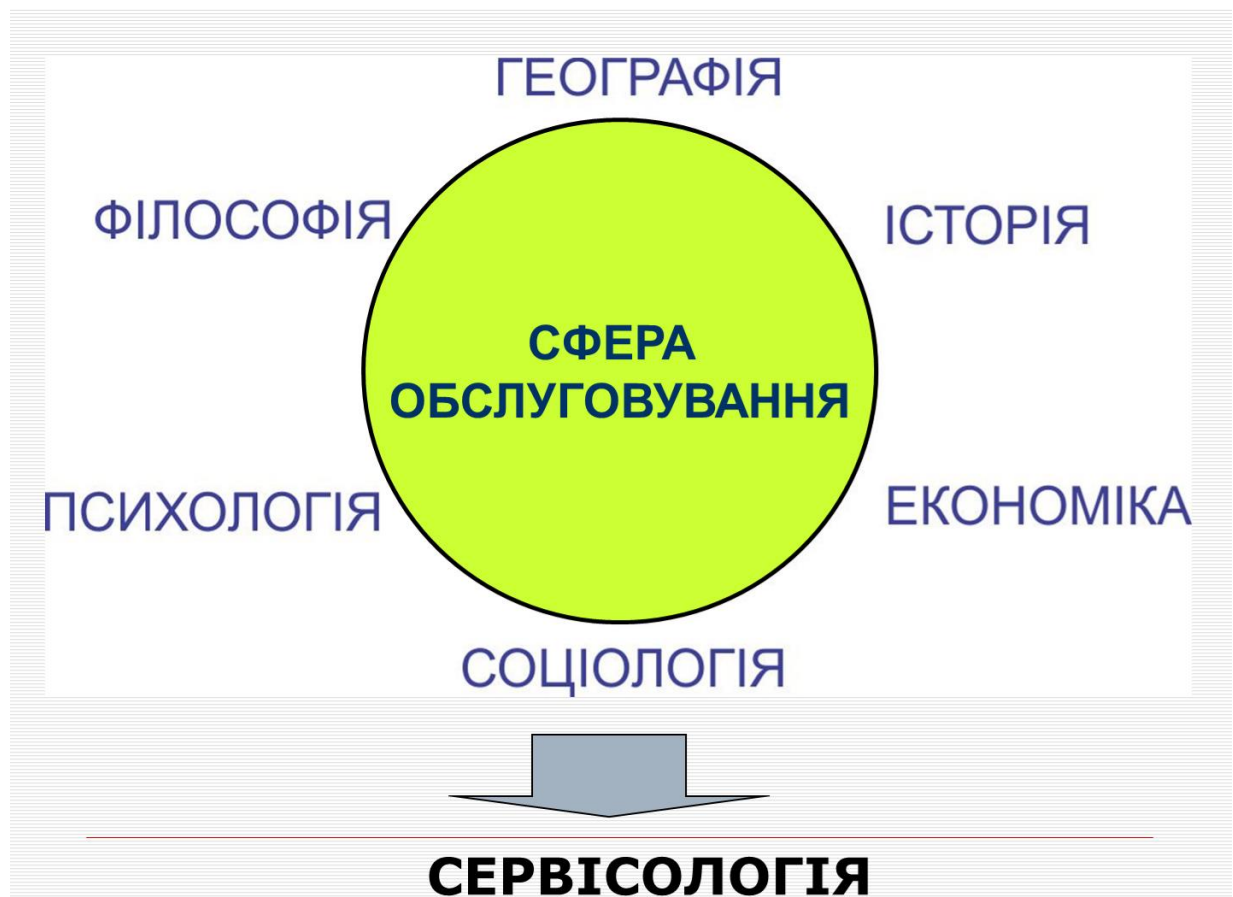 ГЕОГРАФІЯ
ФІЛОСОФІЯ
ІСТОРІЯ
СФЕРА
ОБСЛУГОВУВАННЯ
ПСИХОЛОГІЯ
ЕКОНОМІКА
СОЦІОЛОГІЯ
СЕРВІСОЛОГІЯ